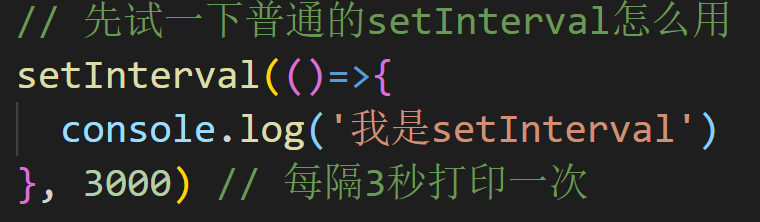 // 先试一下普通的setInterval怎么用
setInterval(()=>{
  console.log('我是setInterval')
}, 3000) // 每隔3秒打印一次